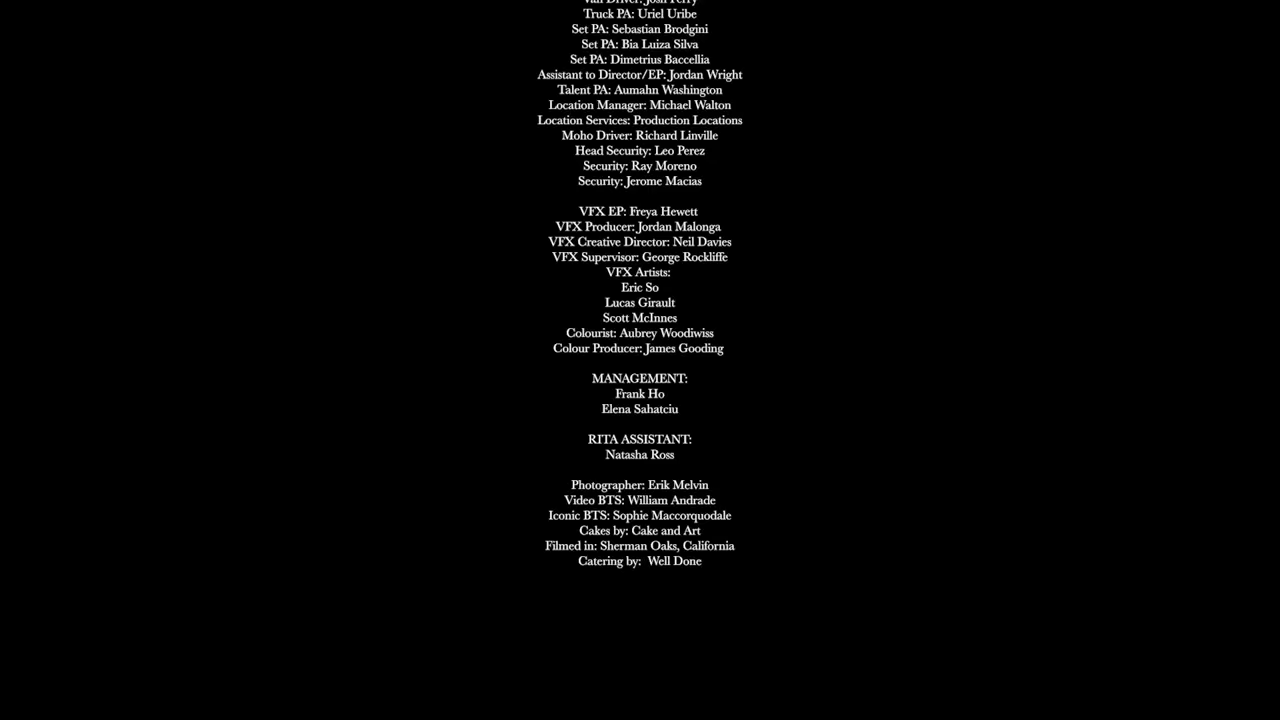 Van Driver: Josh Perry
Truck PA: Uriel Uribe
Set PA: Sebastian Brodgini
Set PA: Bia Luiza Silva
Set PA: Dimetrius Baccellia
Assistant to Director/EP: Jordan Wright
Talent PA: Aumahn Washington
Location Manager: Michael Walton
Location Services: Production Locations
Moho Driver: Richard Linville
Head Security: Leo Perez
Security: Ray Moreno
Security: Jerome Macias
VFX EP: Freya Hewett
VFX Producer: Jordan Malonga
VFX Creative Director: Neil Davies
VFX Supervisor: George Rockliffe
VFX Artists:
Eric So
Lucas Girault
Scott McInnes
Colourist: Aubrey Woodiwiss
Colour Producer: James Gooding
MANAGEMENT:
Frank Ho
Elena Sahatciu
RITA ASSISTANT:
Natasha Ross
Photographer: Erik Melvin
Video BTS: William Andrade
Iconic BTS: Sophie Maccorquodale
Cakes by: Cake and Art
Filmed in: Sherman Oaks, California
Catering by:  Well Done